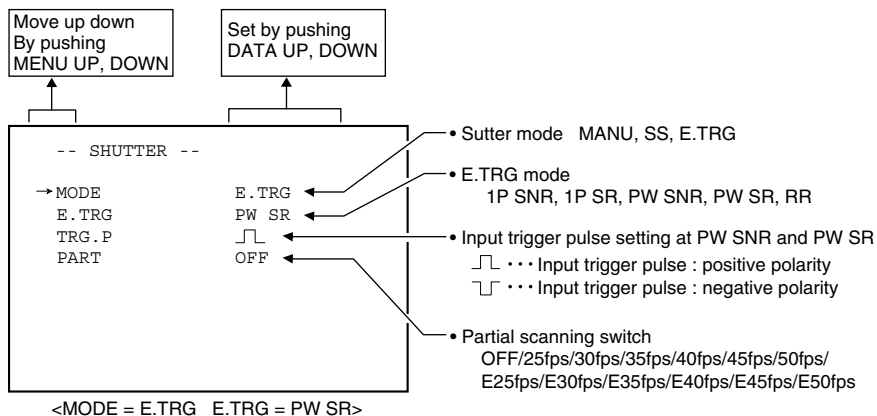 Move up down
By pushing
MENU UP, DOWN
Set by pushing
DATA UP, DOWN
-- SHUTTER --
→MODE E.TRG
E.TRG PW SR
TRG.P
PART OFF
• Sutter mode MANU, SS, E.TRG
• E.TRG mode
1P SNR, 1P SR, PW SNR, PW SR, RR
• Input trigger pulse setting at PW SNR and PW SR
• • • Input trigger pulse : positive polarity
• • • Input trigger pulse : negative polarity
• Partial scanning switch
OFF/25fps/30fps/35fps/40fps/45fps/50fps/
E25fps/E30fps/E35fps/E40fps/E45fps/E50fps
<MODE = E.TRG E.TRG = PW SR>